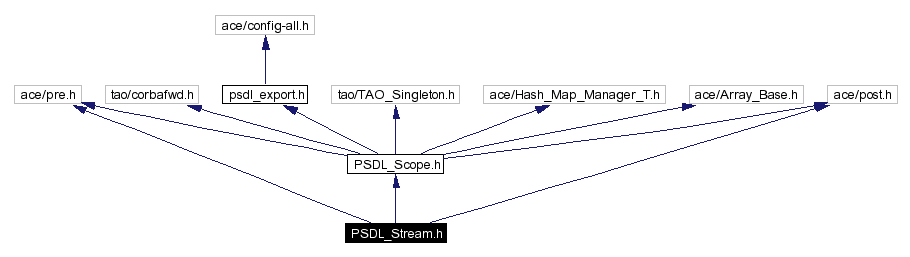 ace/config-all.h
ace/pre.h tao/corbafwd.h psdl_export.h tao/TAO_Singleton.h ace/Hash_Map_Manager_T.h ace/Array_Base.h ace/post.h
PSDL_Scope.h
PSDL_Stream.h